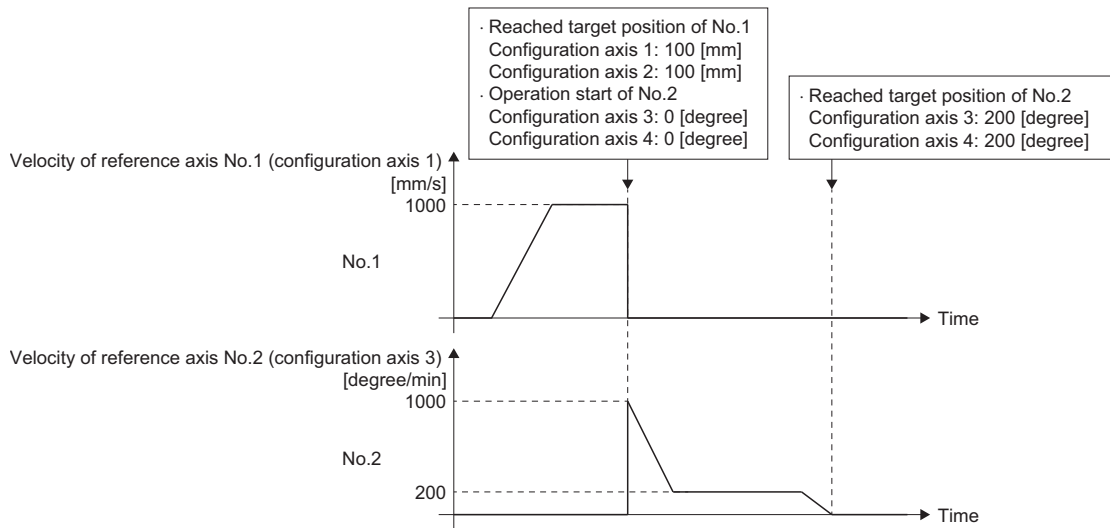 · Reached target position of No.1
Configuration axis 1: 100 [mm]
Configuration axis 2: 100 [mm]
· Operation start of No.2
Configuration axis 3: 0 [degree]
Configuration axis 4: 0 [degree]
· Reached target position of No.2
Configuration axis 3: 200 [degree]
Configuration axis 4: 200 [degree]
Velocity of reference axis No.1 (configuration axis 1)
[mm/s]
1000
No.1
Time
Velocity of reference axis No.2 (configuration axis 3)
[degree/min]
1000
No.2
200
Time